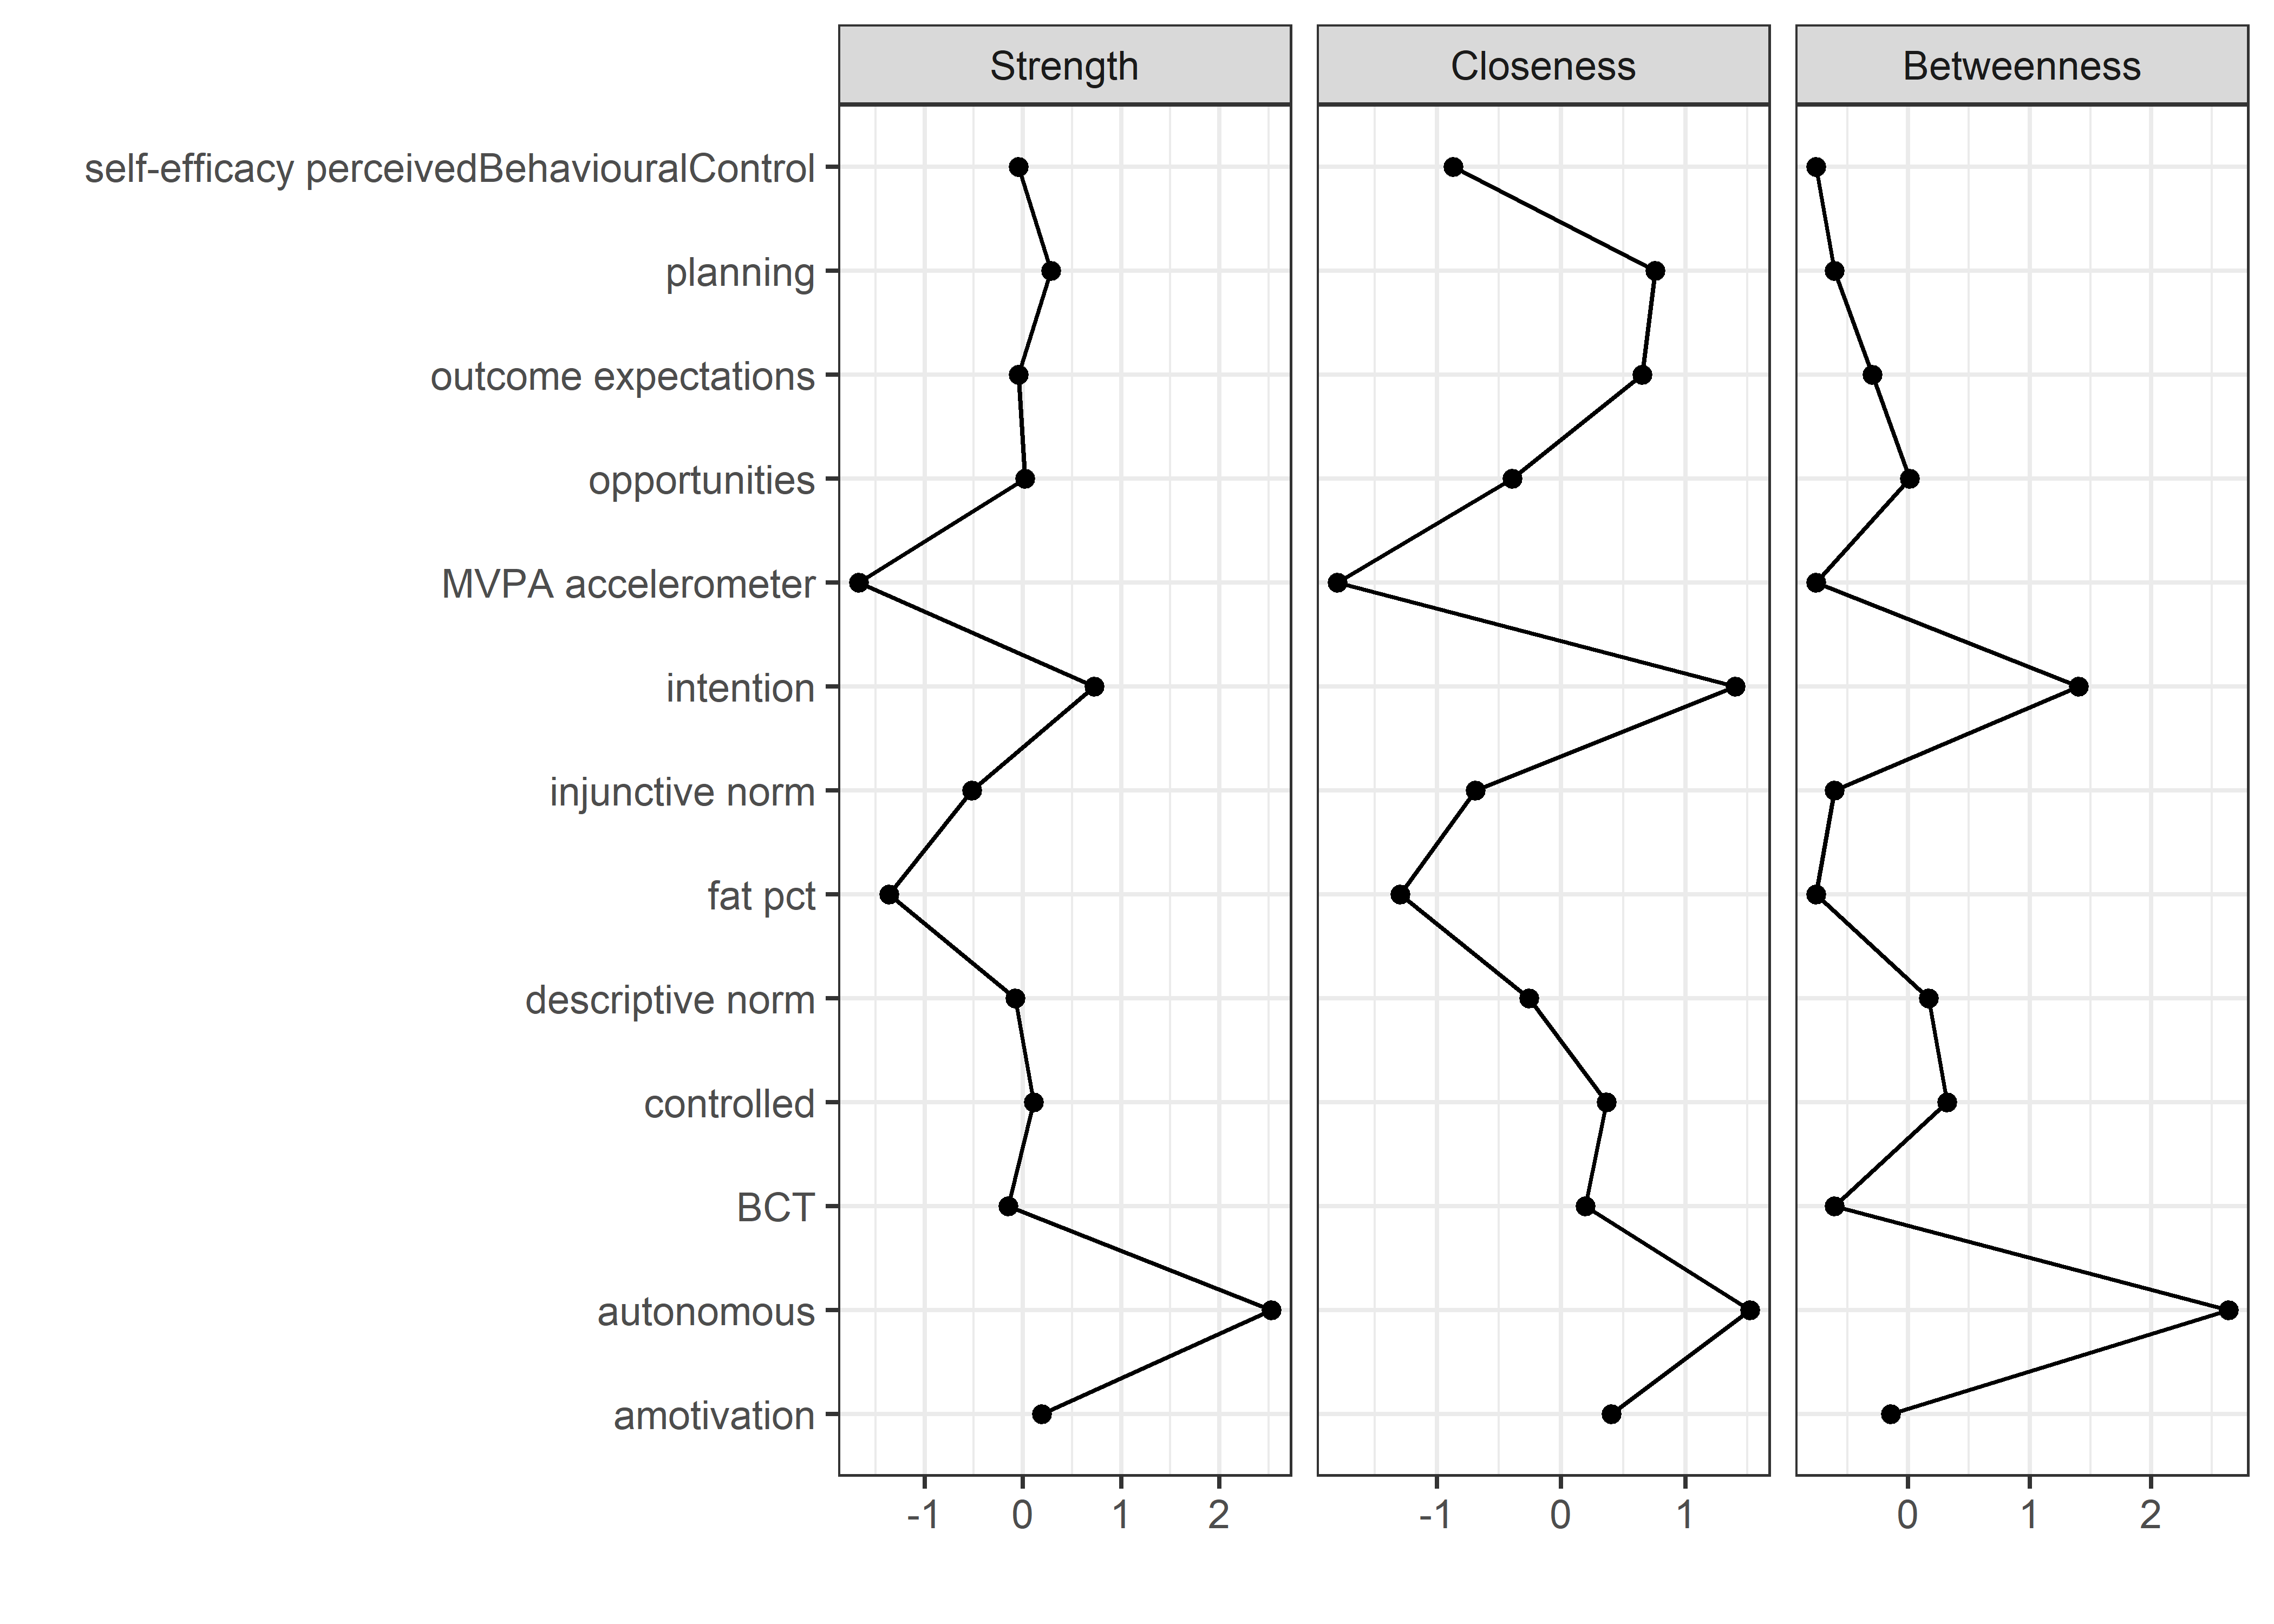 Strength Closeness Betweenness
self-efficacy perceivedBehaviouralControl
planning
outcome expectations
opportunities
MVPA accelerometer
intention
injunctive norm
fat pct
descriptive norm
controlled
BCT
autonomous
amotivation
-1 0 1 2 -1 0 1 0 1 2